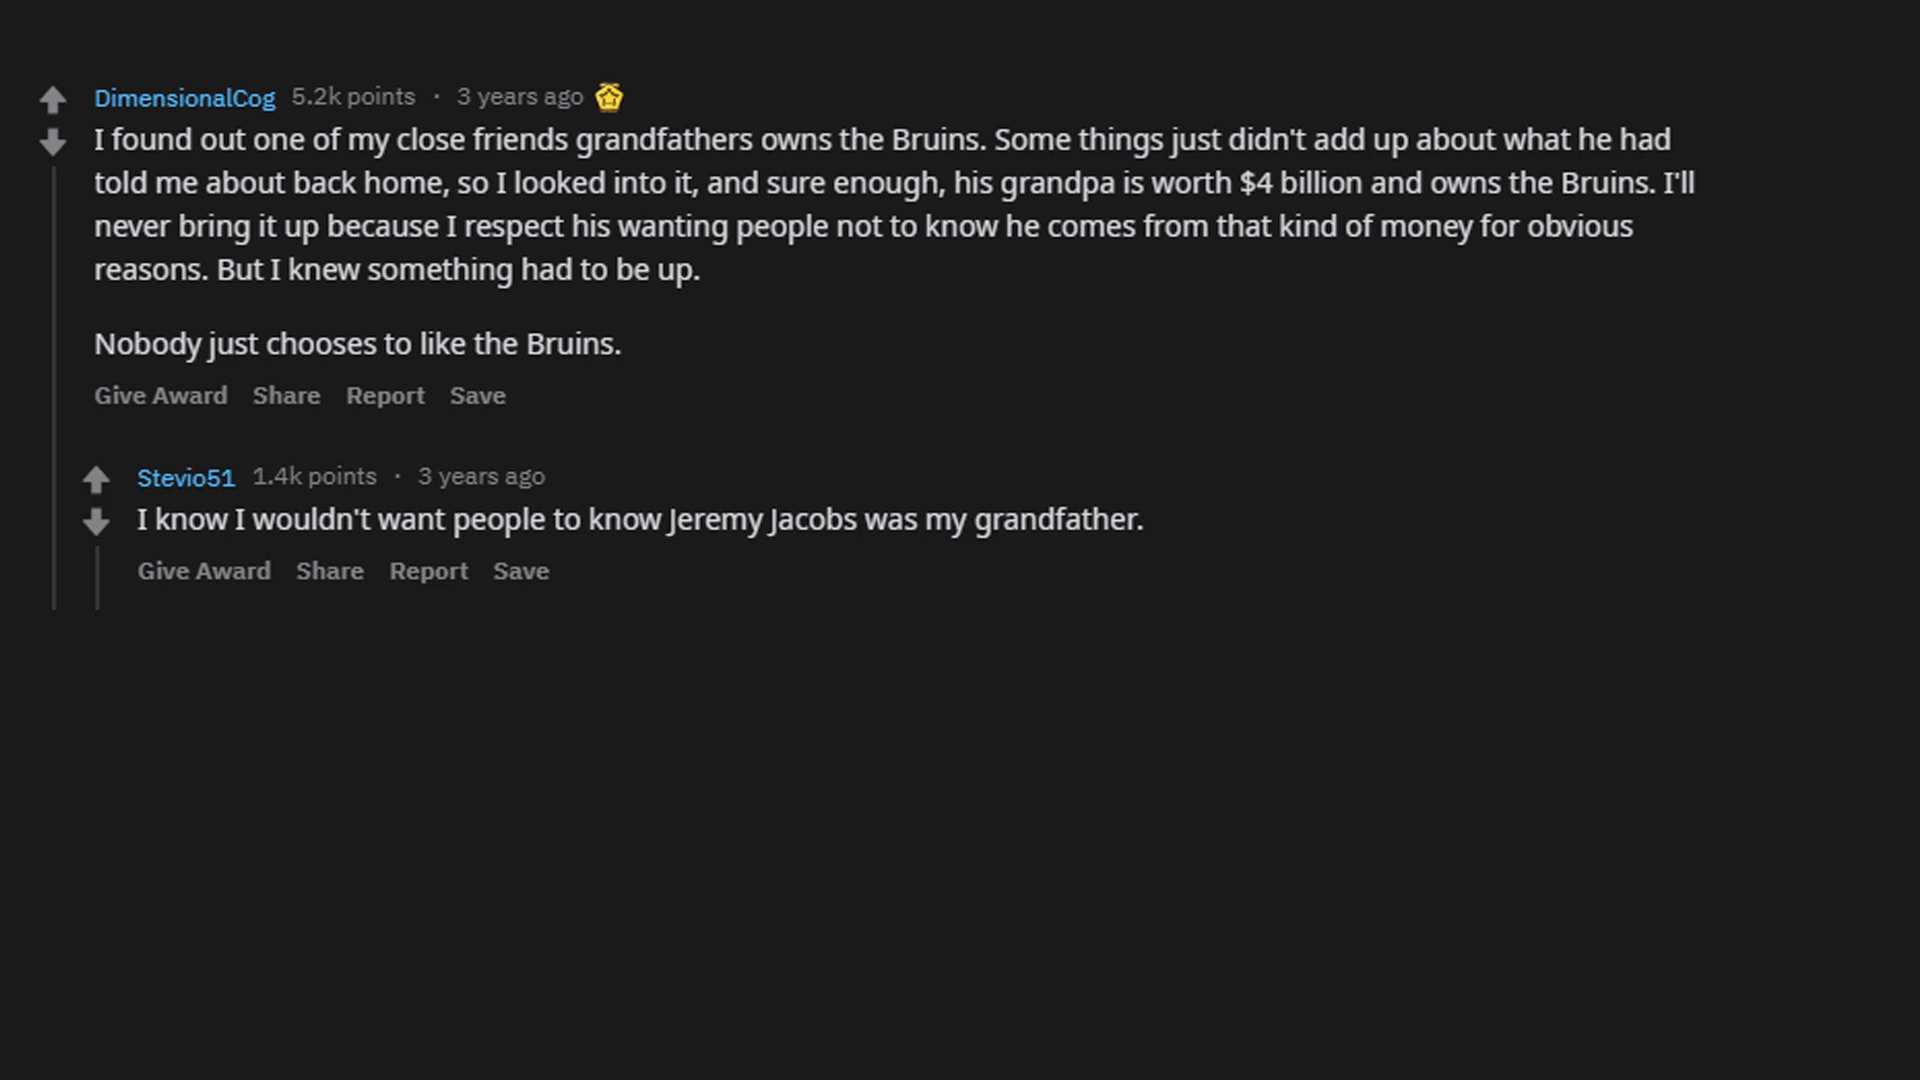 DimensionalCog 5.2k points · 3 years ago
I found out one of my close friends grandfathers owns the Bruins. Some things just didn't add up about what he had
told me about back home, so I looked into it, and sure enough, his grandpa is worth $4 billion and owns the Bruins. I'll
never bring it up because I respect his wanting people not to know he comes from that kind of money for obvious
reasons. But I knew something had to be up.
Nobody just chooses to like the Bruins.
Give Award Share Report Save
Stevio51 1.4k points · 3 years ago
I know I wouldn't want people to know Jeremy Jacobs was my grandfather.
Give Award Share Report Save